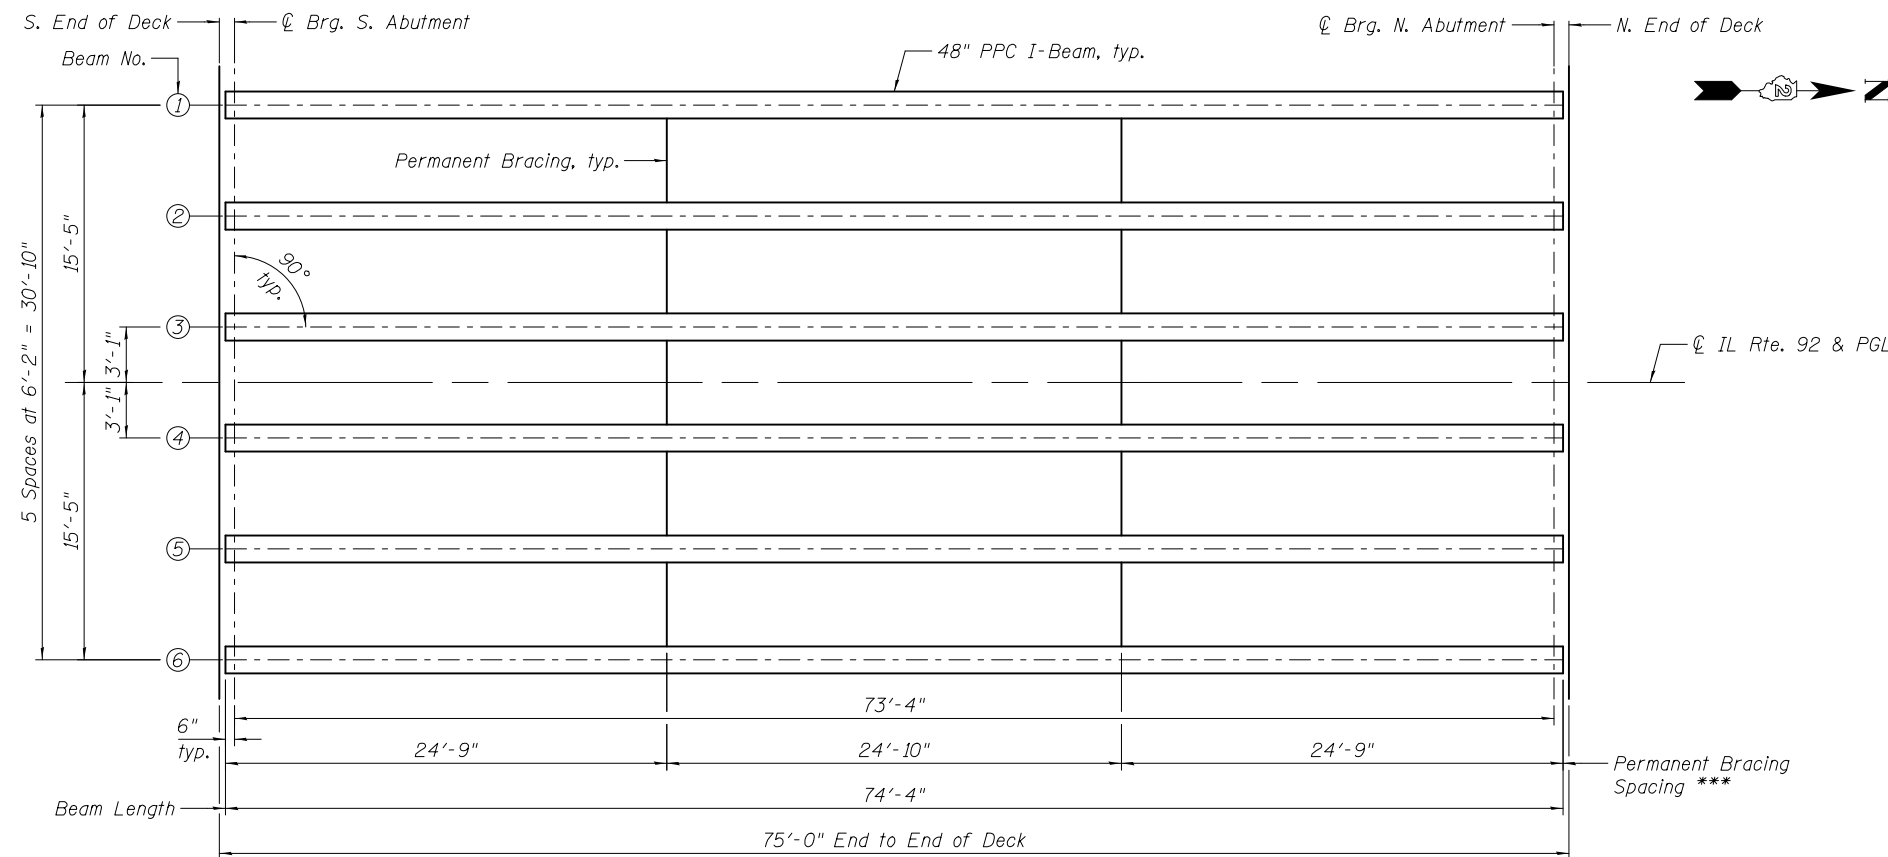 S. End of Deck
℄ Brg. S. Abutment
℄ Brg. N. Abutment
N. End of Deck
Beam No.
48" PPC I-Beam, typ.
1
2
N
Permanent Bracing, typ.
2
15'-5"
90°
typ.
5 Spaces at 6'-2" = 30'-10"
3
3'-1"
℄ IL Rte. 92 & PGL
3'-1"
4
15'-5"
5
6
73'-4"
6"
typ.
24'-9"
24'-10"
24'-9"
Permanent Bracing
Spacing ***
74'-4"
Beam Length
75'-0" End to End of Deck